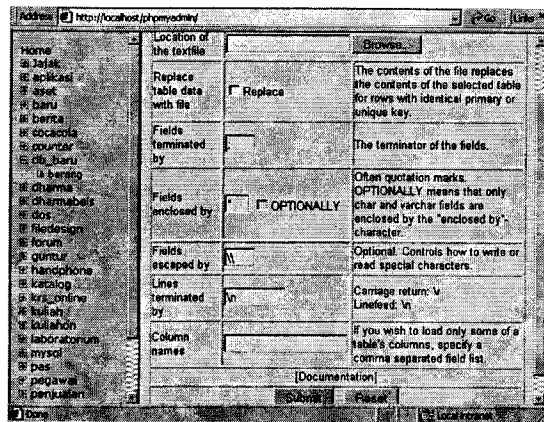 Address http://localhost/phpmyadmin/ Go Links
Home
Jajak
aplikasi
aset
baru
berita
cocacola
counter
db_baru
barang
dharma
dharmabels
dos
filedesign
forum
guntur
handphone
katalog
krs_online
kuliah
kuliahon
laboratorium
mysql
pas
pegawai
penjualan
Location of
the textfile
Browse...
Replace
table data
with file
Replace
The contents of the file replaces
the contents of the selected table
for rows with identical primary or
unique key.
Fields
terminated
by
The terminator of the fields.
Fields
enclosed by
"
OPTIONALLY
Often quotation marks.
OPTIONALLY means that only
char and varchar fields are
enclosed by the "enclosed by"-
character.
Fields
escaped by
\\
Optional. Controls how to write or
read special characters.
Lines
terminated
by
\n
Carriage return: \r
Linefeed: \n
Column
names
If you wish to load only some of a
table's columns, specify a
comma separated field list.
[Documentation]
Submit Reset
Done Local intranet